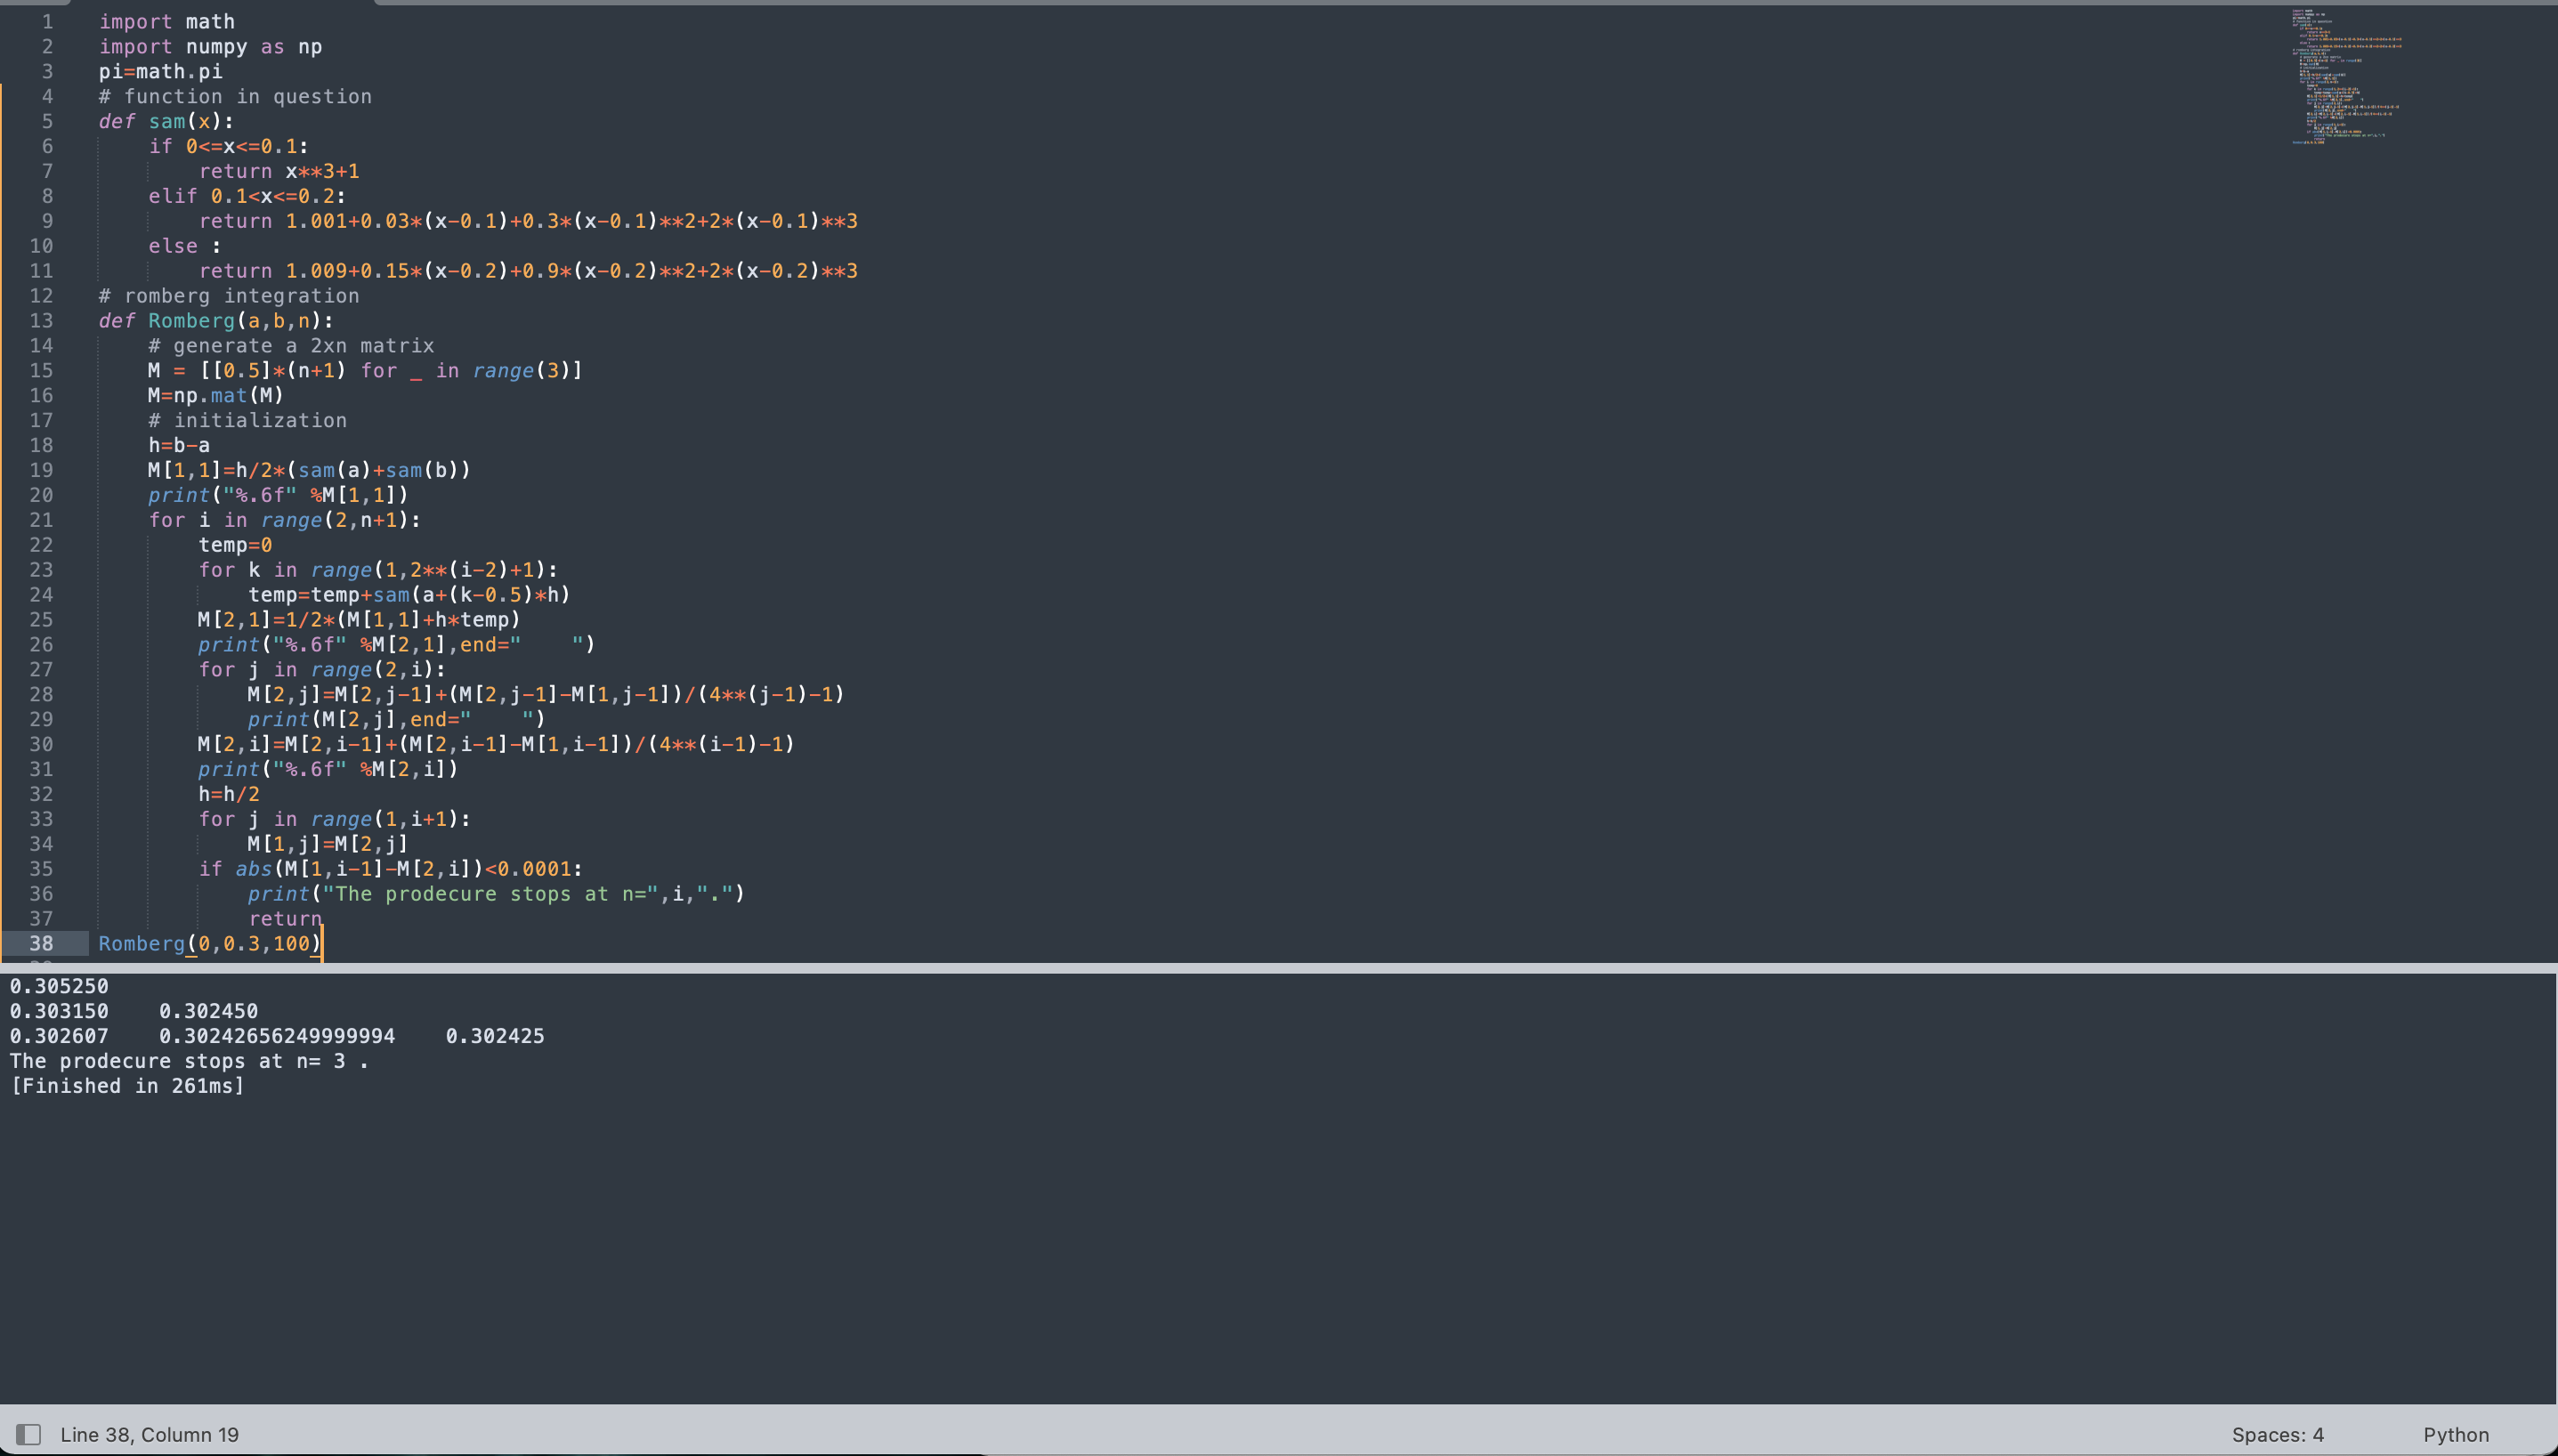 1 import math
2 import numpy as np
3 pi=math.pi
4 # function in question
5 def sam(x):
6     if 0<=x<=0.1:
7         return x**3+1
8     elif 0.1<x<=0.2:
9         return 1.001+0.03*(x-0.1)+0.3*(x-0.1)**2+2*(x-0.1)**3
10     else :
11         return 1.009+0.15*(x-0.2)+0.9*(x-0.2)**2+2*(x-0.2)**3
12 # romberg integration
13 def Romberg(a,b,n):
14     # generate a 2xn matrix
15     M = [[0.5]*(n+1) for _ in range(3)]
16     M=np.mat(M)
17     # initialization
18     h=b-a
19     M[1,1]=h/2*(sam(a)+sam(b))
20     print("%.6f" %M[1,1])
21     for i in range(2,n+1):
22         temp=0
23         for k in range(1,2**(i-2)+1):
24             temp=temp+sam(a+(k-0.5)*h)
25         M[2,1]=1/2*(M[1,1]+h*temp)
26         print("%.6f" %M[2,1],end="    ")
27         for j in range(2,i):
28             M[2,j]=M[2,j-1]+(M[2,j-1]-M[1,j-1])/(4**(j-1)-1)
29             print(M[2,j],end="    ")
30         M[2,i]=M[2,i-1]+(M[2,i-1]-M[1,i-1])/(4**(i-1)-1)
31         print("%.6f" %M[2,i])
32         h=h/2
33         for j in range(1,i+1):
34             M[1,j]=M[2,j]
35         if abs(M[1,i-1]-M[2,i])<0.0001:
36             print("The prodecure stops at n=",i,".")
37             return
38 Romberg(0,0.3,100)
0.305250
0.303150    0.302450
0.302607    0.30242656249999994    0.302425
The prodecure stops at n= 3 .
[Finished in 261ms]
Line 38, Column 19
Spaces: 4
Python